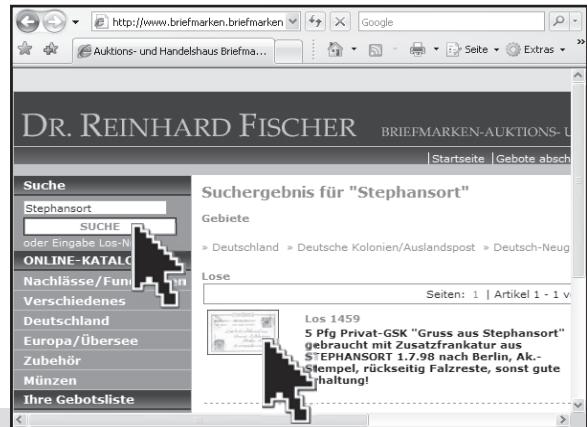 http://www.briefmarken.briefmarken
Google
Auktions- und Handelshaus Briefma...
Seite
Extras
»
DR. REINHARD FISCHER
BRIEFMARKEN-AUKTIONS-
Startseite | Gebote absch
Suche
Stephansort
SUCHE
oder Eingabe
ONLINE-KATALO
Nachlässe/Fun en
Verschiedenes
Deutschland
Europa/Übersee
Zubehör
Münzen
Ihre Gebotsliste
Suchergebnis für "Stephansort"
Gebiete
» Deutschland » Deutsche Kolonien/Auslandspost » Deutsch-Neug
Lose
Seiten: 1 | Artikel 1 - 1 v
Los 1459
5 Pfg Privat-GSK "Gruss aus Stephansort"
gebraucht mit Zusatzfrankatur aus
STEPHANSORT 1.7.98 nach Berlin, Ak.-
Stempel, rückseitig Falzreste, sonst gute
rhaltung!